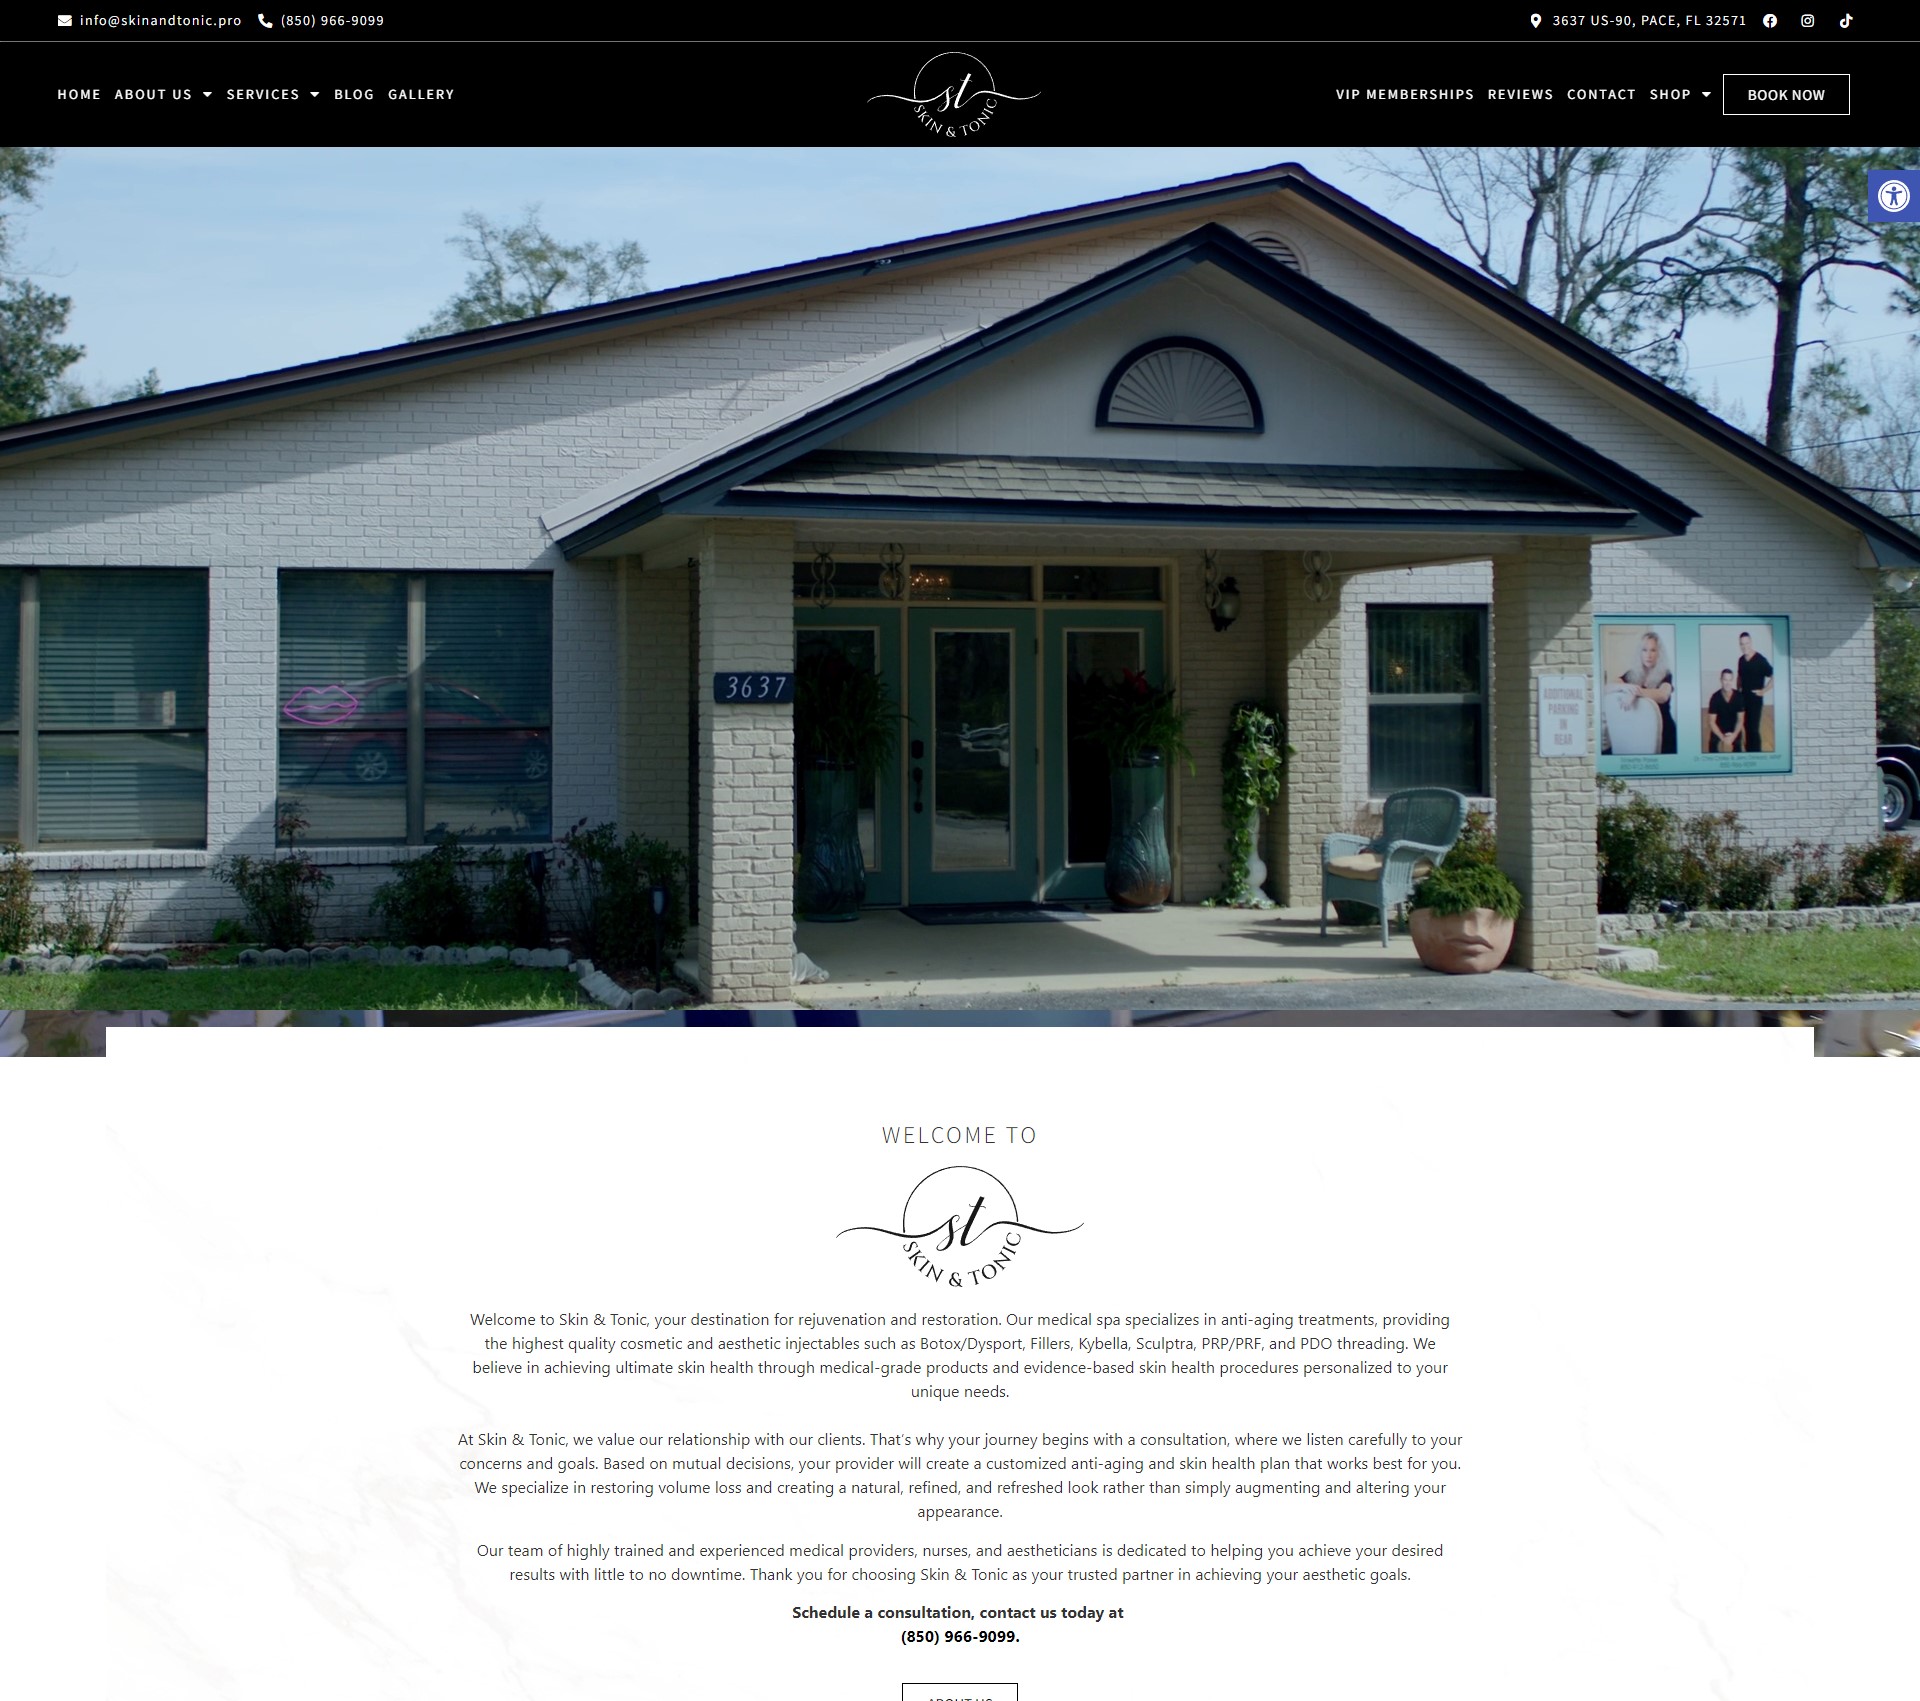 info@skinandtonic.pro (850) 966-9099
3637 US-90, PACE, FL 32571
HOME ABOUT US SERVICES BLOG GALLERY
st
SKIN & TONIC
VIP MEMBERSHIPS REVIEWS CONTACT SHOP BOOK NOW
3637
ADDITIONAL
PARKING
IN
REAR
WELCOME TO
st
SKIN & TONIC
Welcome to Skin & Tonic, your destination for rejuvenation and restoration. Our medical spa specializes in anti-aging treatments, providing
the highest quality cosmetic and aesthetic injectables such as Botox/Dysport, Fillers, Kybella, Sculptra, PRP/PRF, and PDO threading. We
believe in achieving ultimate skin health through medical-grade products and evidence-based skin health procedures personalized to your
unique needs.
At Skin & Tonic, we value our relationship with our clients. That's why your journey begins with a consultation, where we listen carefully to your
concerns and goals. Based on mutual decisions, your provider will create a customized anti-aging and skin health plan that works best for you.
We specialize in restoring volume loss and creating a natural, refined, and refreshed look rather than simply augmenting and altering your
appearance.
Our team of highly trained and experienced medical providers, nurses, and aestheticians is dedicated to helping you achieve your desired
results with little to no downtime. Thank you for choosing Skin & Tonic as your trusted partner in achieving your aesthetic goals.
Schedule a consultation, contact us today at
(850) 966-9099.
ABOUT US